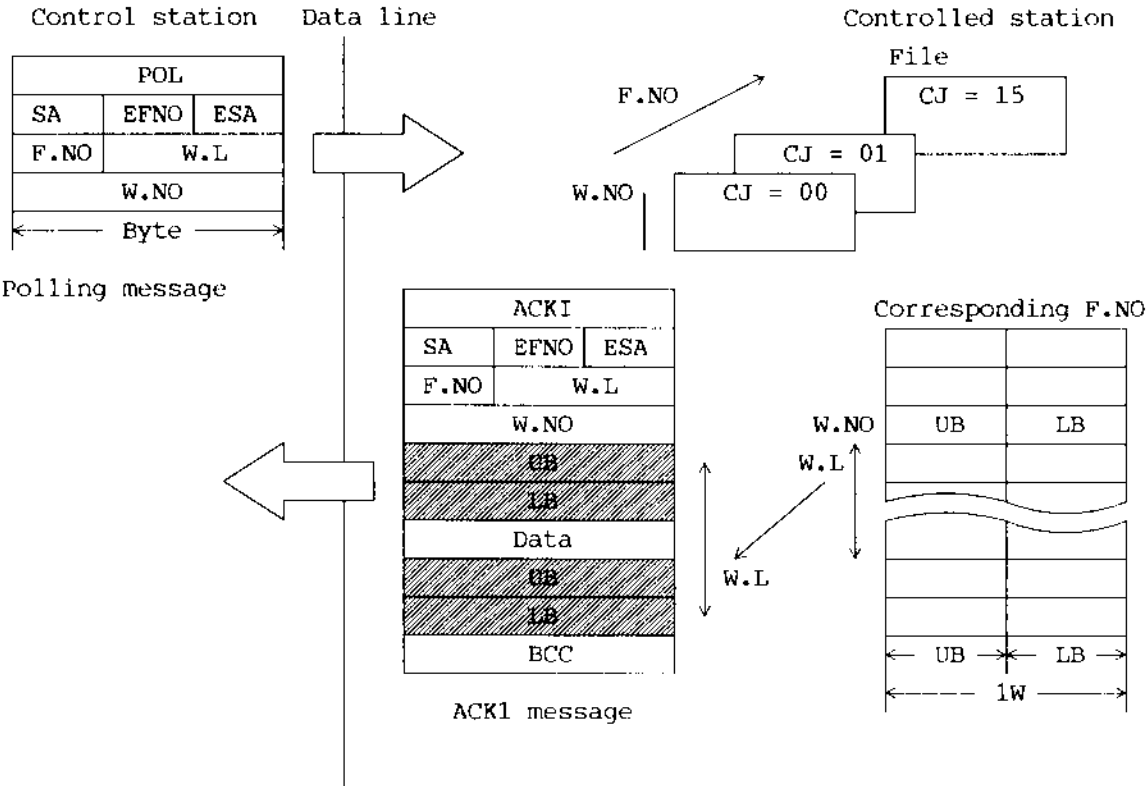 Control station
Data line
Controlled station
POL
SA EFNO ESA
F.NO W.L
W.NO
Byte
Polling message
File
F.NO
CJ = 15
CJ = 01
W.NO
CJ = 00
ACKI
SA EFNO ESA
F.NO W.L
W.NO
UB
LB
Data
UB
LB
BCC
ACK1 message
W.L
Corresponding F.NO
W.NO UB LB
W.L
UB LB
1W